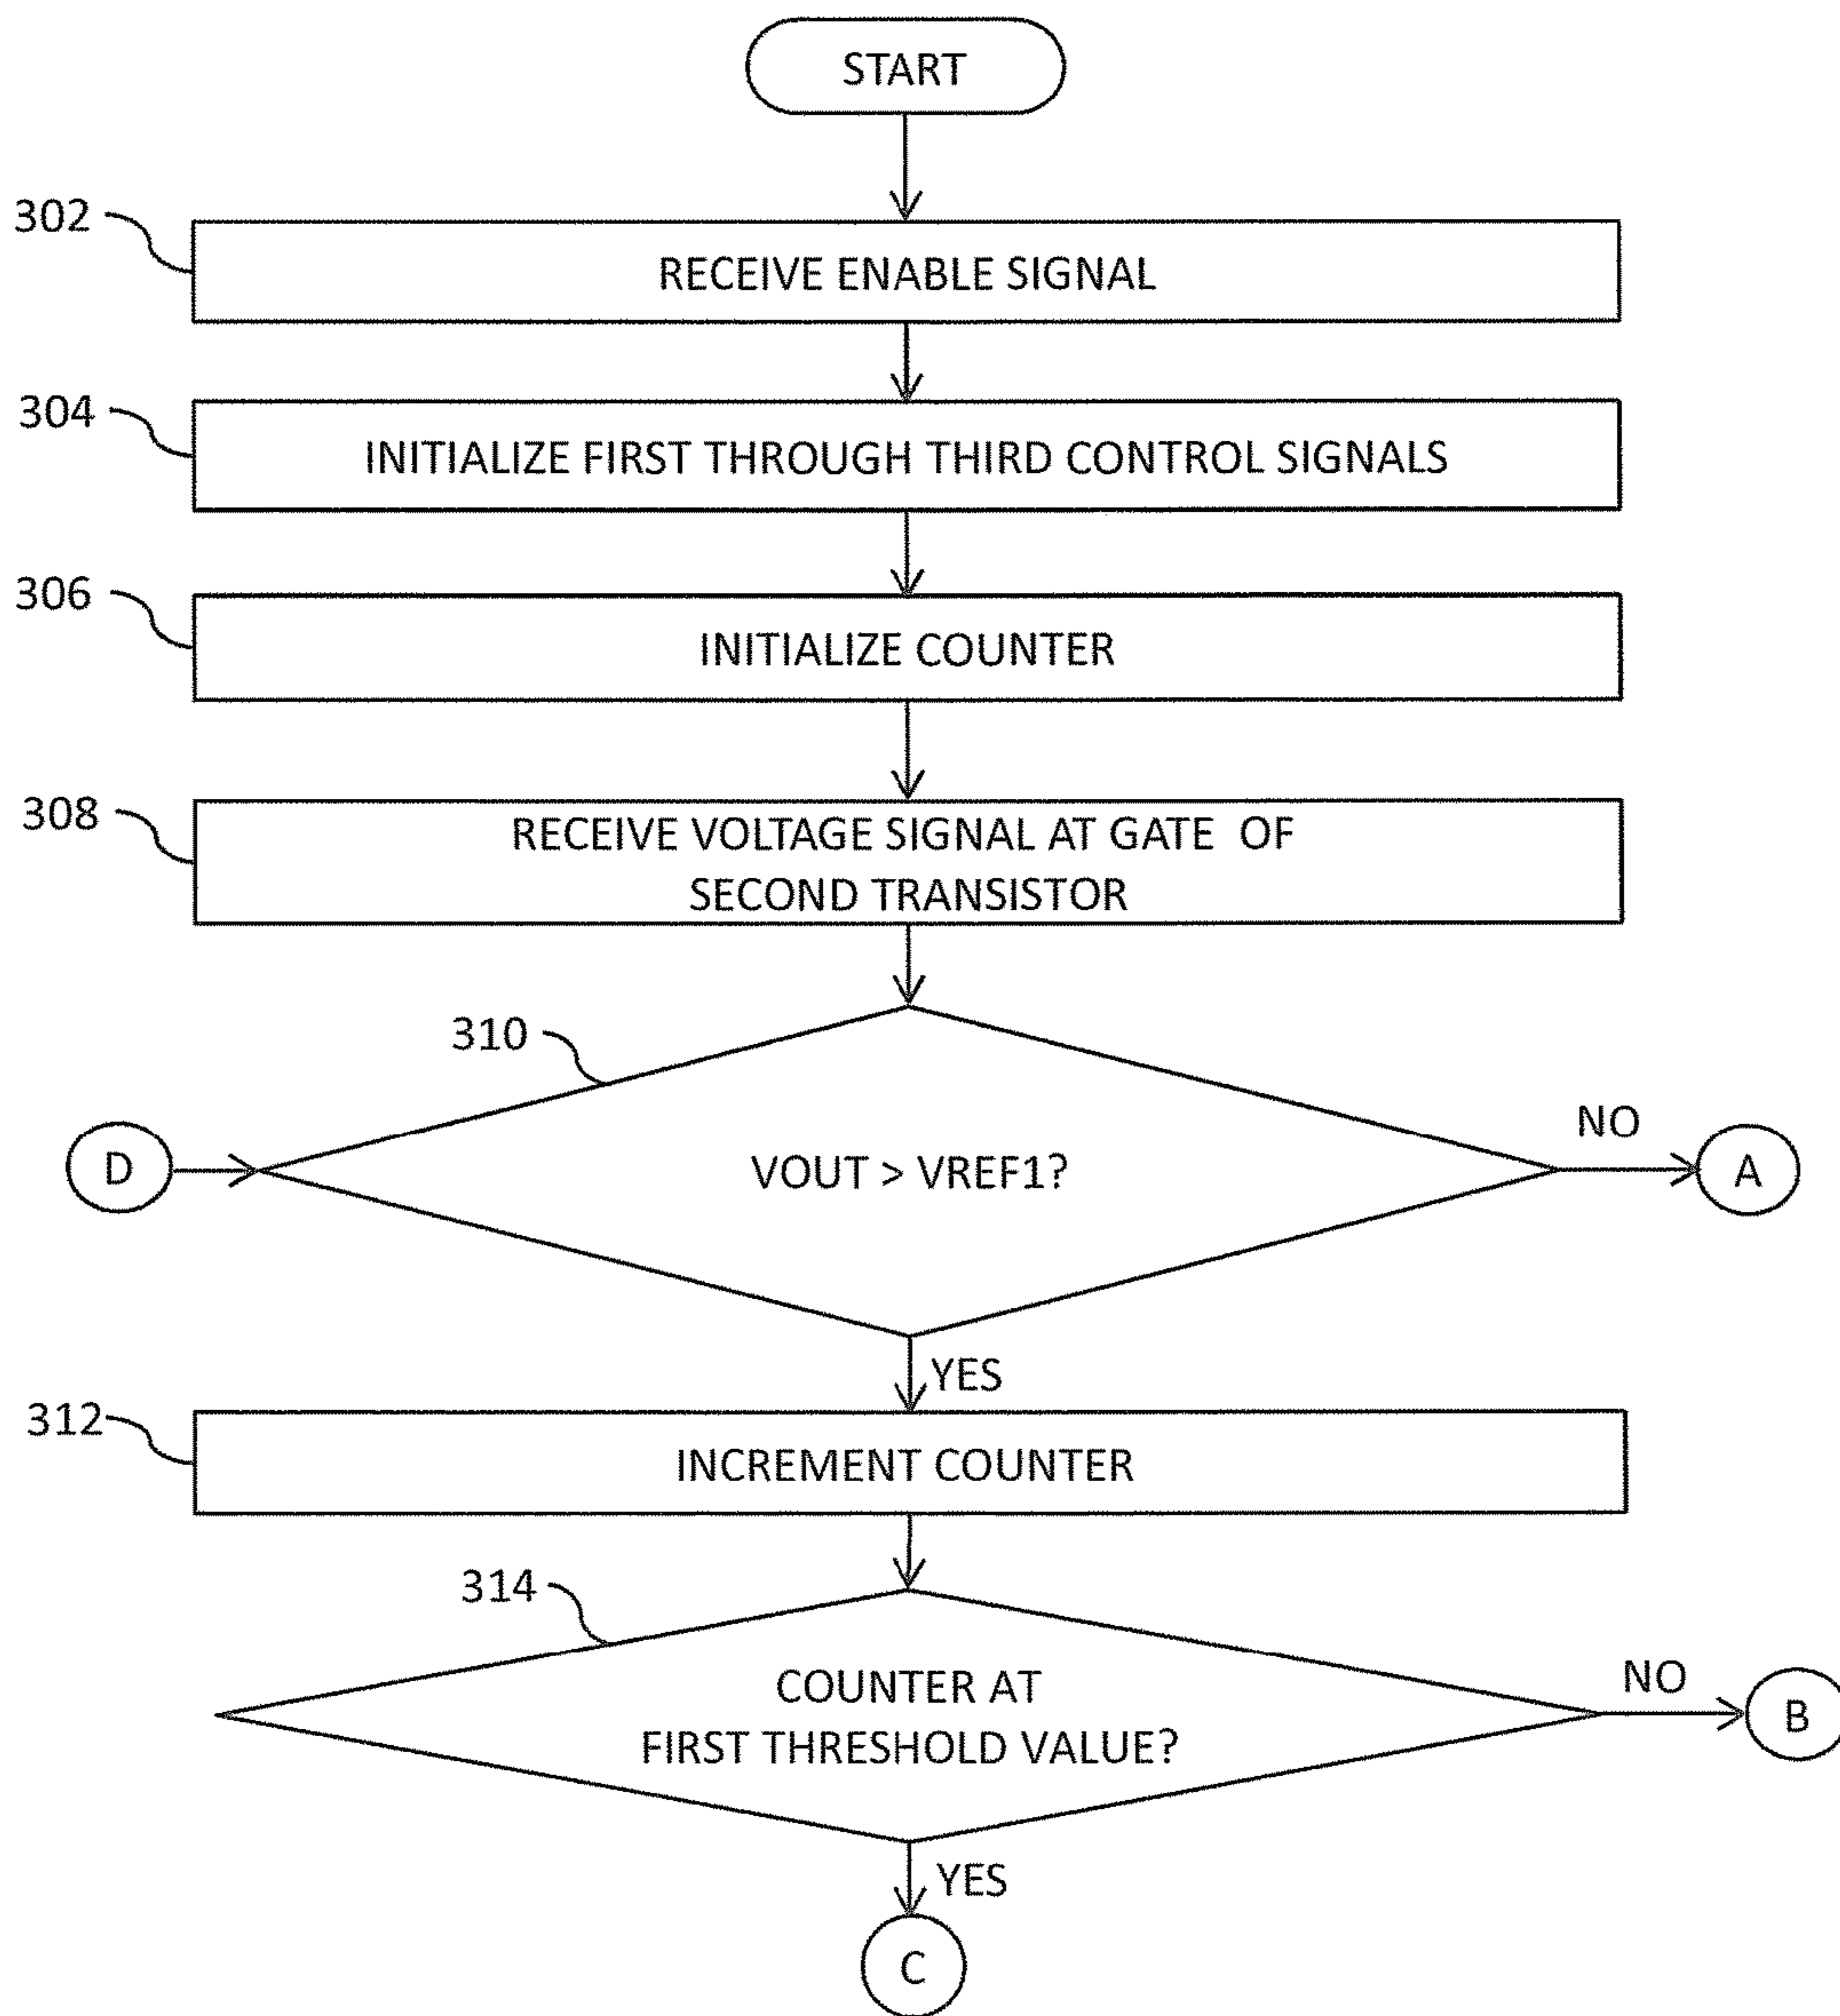 START
302
RECEIVE ENABLE SIGNAL
304
INITIALIZE FIRST THROUGH THIRD CONTROL SIGNALS
306
INITIALIZE COUNTER
308
RECEIVE VOLTAGE SIGNAL AT GATE OF
SECOND TRANSISTOR
310
D
VOUT > VREF1?
NO
A
YES
312
INCREMENT COUNTER
314
COUNTER AT
FIRST THRESHOLD VALUE?
NO
B
YES
C